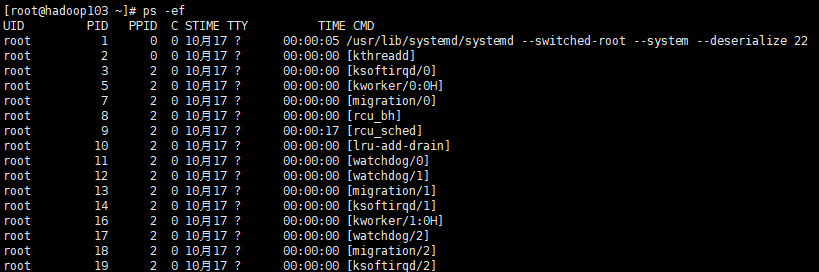 [root@hadoop103 ~]# ps -ef
UID        PID  PPID  C STIME TTY          TIME CMD
root         1     0  0 10月17 ?       00:00:05 /usr/lib/systemd/systemd --switched-root --system --deserialize 22
root         2     0  0 10月17 ?       00:00:00 [kthreadd]
root         3     2  0 10月17 ?       00:00:00 [ksoftirqd/0]
root         5     2  0 10月17 ?       00:00:00 [kworker/0:0H]
root         7     2  0 10月17 ?       00:00:00 [migration/0]
root         8     2  0 10月17 ?       00:00:00 [rcu_bh]
root         9     2  0 10月17 ?       00:00:17 [rcu_sched]
root        10     2  0 10月17 ?       00:00:00 [lru-add-drain]
root        11     2  0 10月17 ?       00:00:00 [watchdog/0]
root        12     2  0 10月17 ?       00:00:00 [watchdog/1]
root        13     2  0 10月17 ?       00:00:00 [migration/1]
root        14     2  0 10月17 ?       00:00:00 [ksoftirqd/1]
root        16     2  0 10月17 ?       00:00:00 [kworker/1:0H]
root        17     2  0 10月17 ?       00:00:00 [watchdog/2]
root        18     2  0 10月17 ?       00:00:00 [migration/2]
root        19     2  0 10月17 ?       00:00:00 [ksoftirqd/2]